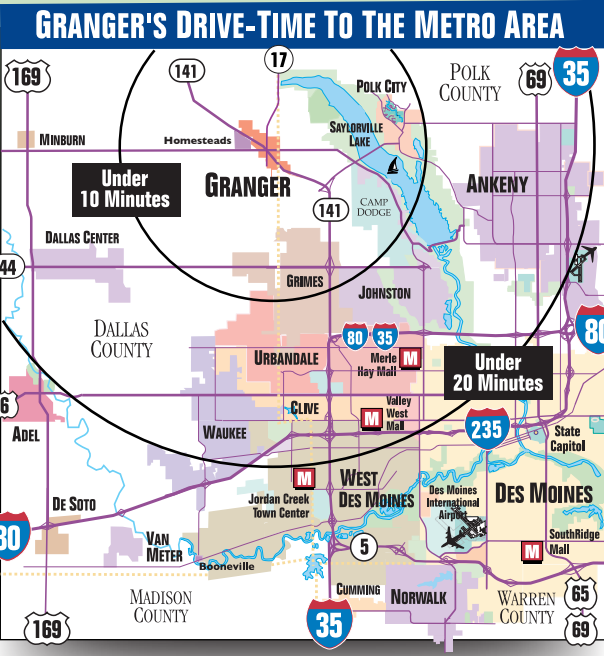 GRANGER'S DRIVE-TIME TO THE METRO AREA
169
141
17
POLK CITY
POLK
COUNTY
69
35
MINBURN
Homesteads
SAYLORVILLE
LAKE
Under
10 Minutes
GRANGER
141
CAMP
DODGE
ANKENY
DALLAS CENTER
44
GRIMES
JOHNSTON
DALLAS
COUNTY
80
35
80
URBANDALE
Merle
Hay Mall
M
Under
20 Minutes
6
ADEL
CLIVE
Valley
West
Mall
M
WAUKEE
235
State
Capitol
M
Jordan Creek
Town Center
WEST
DES MOINES
Des Moines
International
Airport
DES MOINES
DE SOTO
80
VAN
METER
Booneville
5
M
SouthRidge
Mall
MADISON
COUNTY
CUMMING
NORWALK
WARREN
COUNTY
65
169
35
69